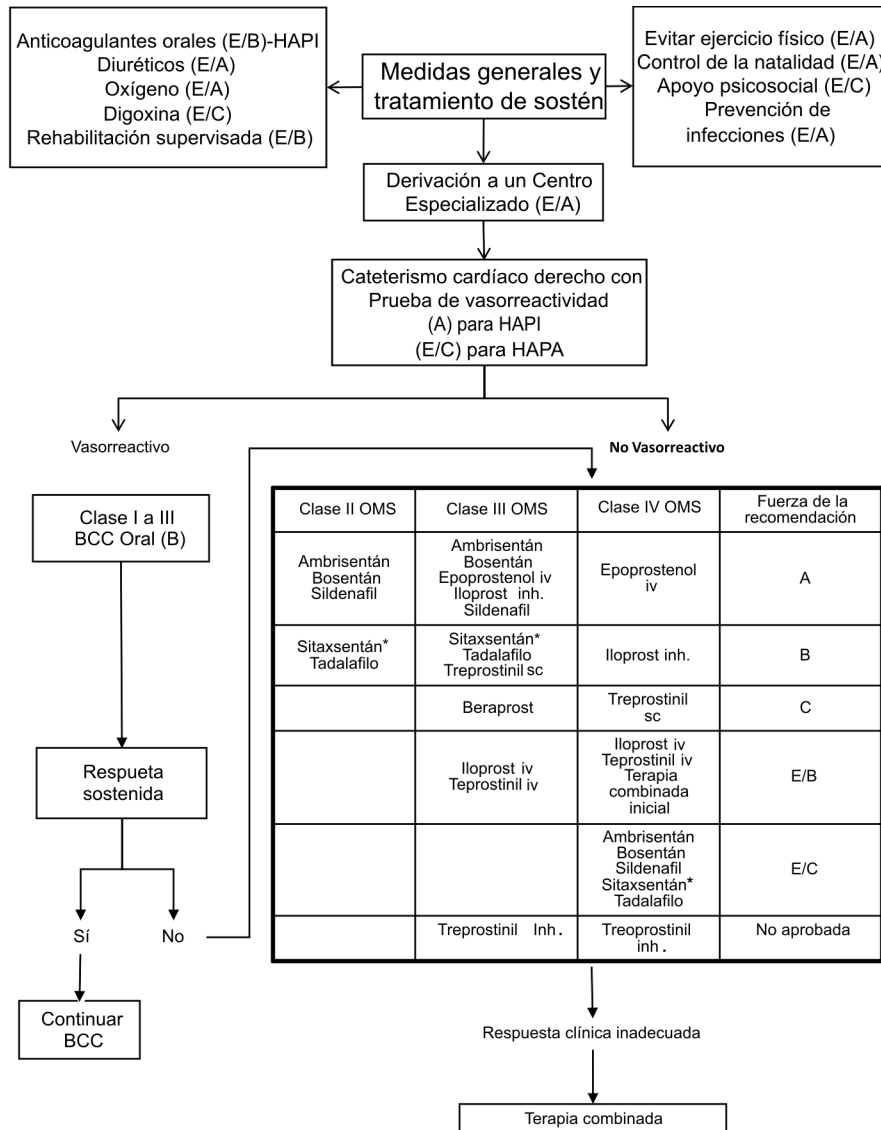 Anticoagulantes orales (E/B)-HAPI
Diuréticos (E/A)
Oxígeno (E/A)
Digoxina (E/C)
Rehabilitación supervisada (E/B)
Medidas generales y
tratamiento de sostén
Evitar ejercicio físico (E/A)
Control de la natalidad (E/A)
Apoyo psicosocial (E/C)
Prevención de
infecciones (E/A)
Derivación a un Centro
Especializado (E/A)
Cateterismo cardíaco derecho con
Prueba de vasorreactividad
(A) para HAPI
(E/C) para HAPA
Vasorreactivo
No Vasorreactivo
Clase I a III
BCC Oral (B)
Respueta
sostenida
Sí
No
Continuar
BCC
Clase II OMS
Clase III OMS
Clase IV OMS
Fuerza de la
recomendación
Ambrisentán
Bosentán
Sildenafil
Ambrisentán
Bosentán
Epoprostenol iv
Iloprost inh.
Sildenafil
Epoprostenol
iv
A
Sitaxsentán*
Tadalafilo
Sitaxsentán*
Tadalafilo
Treprostinil sc
Iloprost inh.
B
Beraprost
Treprostinil
sc
C
Iloprost iv
Teprostinil iv
Iloprost iv
Teprostinil iv
Terapia
combinada
inicial
E/B
Ambrisentán
Bosentán
Sildenafil
Sitaxsentán*
Tadalafilo
E/C
Treprostinil Inh.
Treoprostinil
inh.
No aprobada
Respuesta clínica inadecuada
Terapia combinada